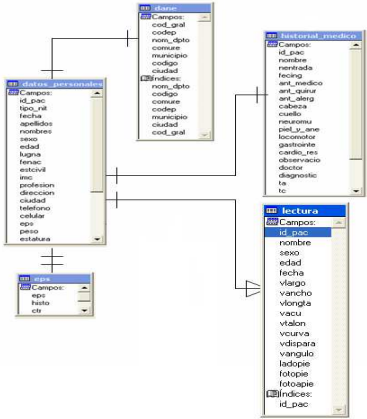 dane
Campos:
cod_gral
codep
nom_dpto
comure
municipio
codigo
ciudad
Índices:
nom_dpto
codigo
comure
codep
municipio
ciudad
cod_gral
historial_medico
Campos:
id_pac
nombre
nentrada
fecing
ant_medico
ant_quirur
ant_alerg
cabeza
cuello
neuromu
piel_y_ane
locomotor
gastrointe
cardio_res
observacio
doctor
diagnostic
ta
tc
datos_personales
Campos:
id_pac
tipo_nit
fecha
apellidos
nombres
sexo
edad
lugna
fenac
estcivil
imc
profesion
direccion
ciudad
telefono
celular
eps
peso
estatura
lectura
Campos:
id_pac
nombre
sexo
edad
fecha
vlargo
vancho
vlongta
vacu
vtalon
vcurva
vdispara
vangulo
ladopie
fotopie
fotoapie
Índices:
id_pac
eps
Campos:
eps
histo
ctr